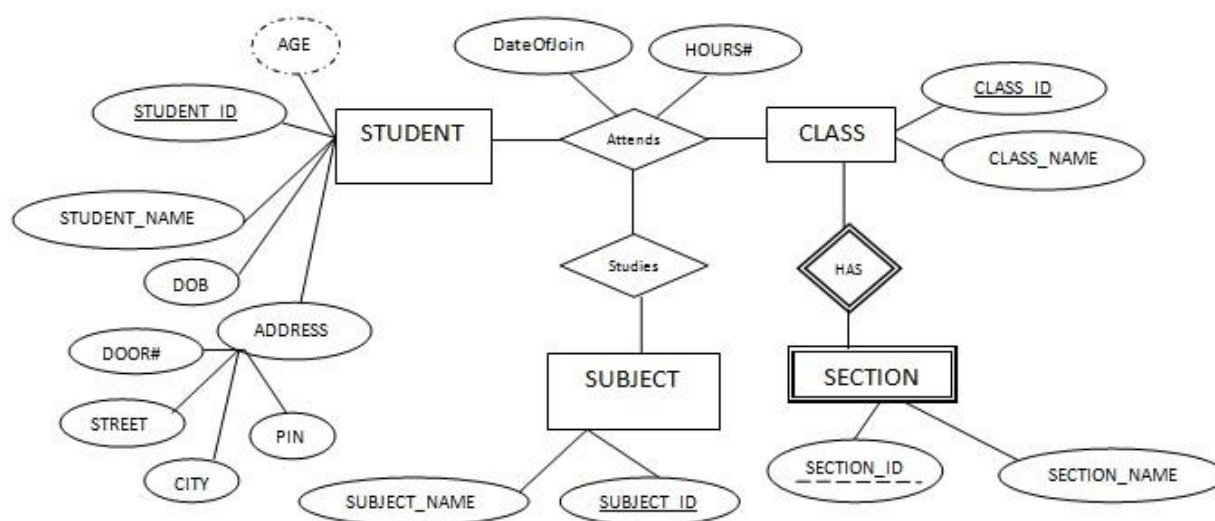 AGE
DateOfJoin
HOURS#
STUDENT_ID
STUDENT
Attends
CLASS
CLASS_ID
CLASS_NAME
STUDENT_NAME
DOB
Studies
HAS
ADDRESS
DOOR#
STREET
CITY
PIN
SUBJECT
SECTION
SUBJECT_NAME
SUBJECT_ID
SECTION_ID
SECTION_NAME